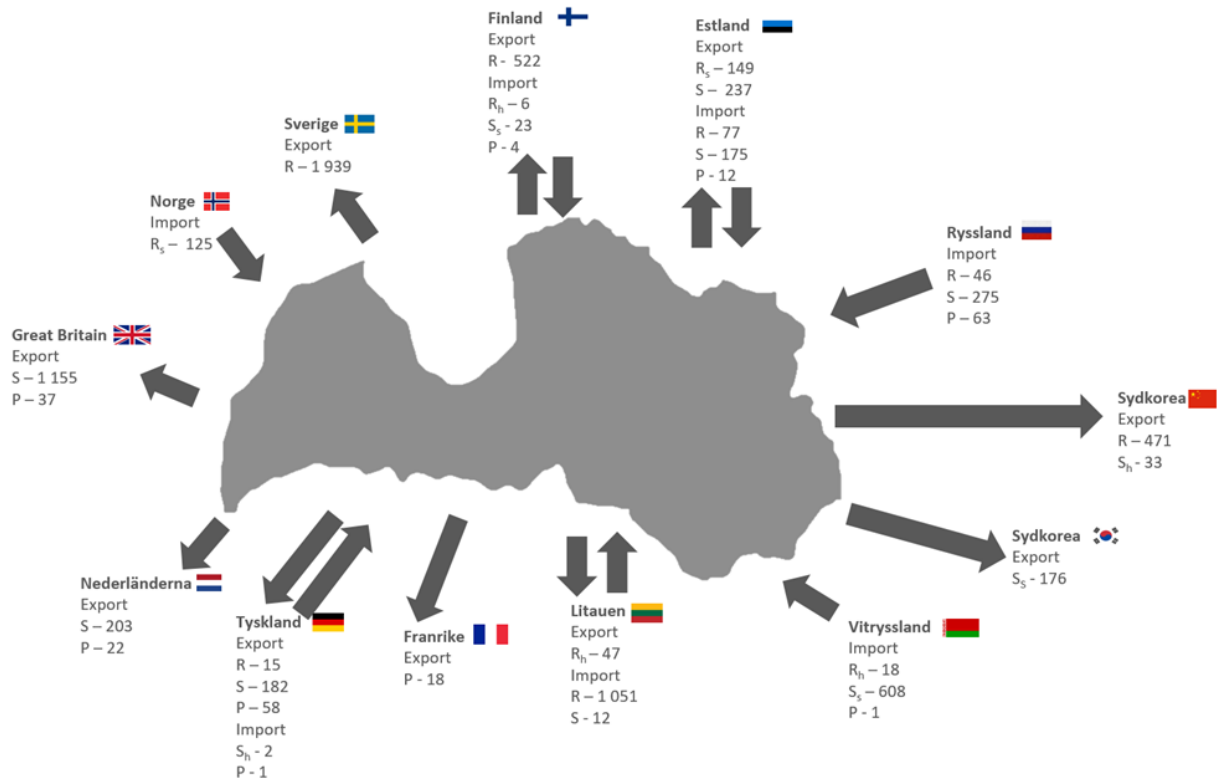 Finland
Export
R - 522
Import
Rh – 6
Ss - 23
P - 4
Estland
Export
Rs – 149
S – 237
Import
R – 77
S – 175
P - 12
Sverige
Export
R – 1 939
Norge
Import
Rs – 125
Ryssland
Import
R – 46
S – 275
P – 63
Great Britain
Export
S – 1 155
P – 37
Sydkorea
Export
R – 471
Sh - 33
Sydkorea
Export
Ss - 176
Nederländerna
Export
S – 203
P – 22
Tyskland
Export
R – 15
S – 182
P – 58
Import
Sh - 2
P - 1
Franrike
Export
P - 18
Litauen
Export
Rh – 47
Import
R – 1 051
S - 12
Vitryssland
Import
Rh – 18
Ss – 608
P - 1